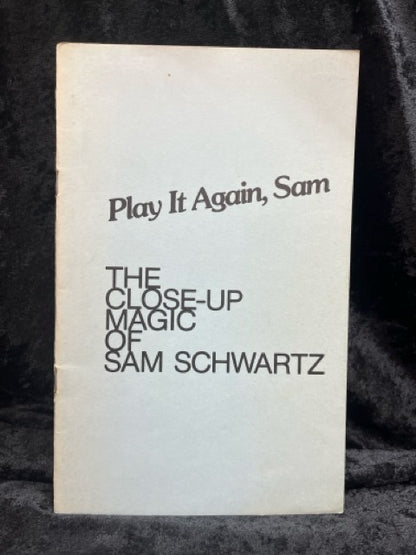 Play It Again, Sam
THE
CLOSE-UP
MAGIC
OF
SAM SCHWARTZ